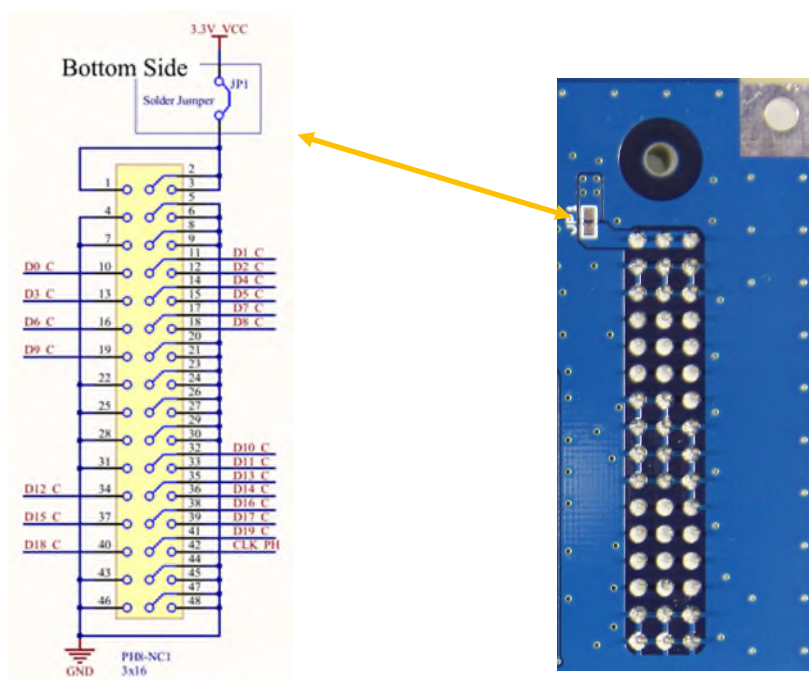 3.3V_VCC
Bottom Side
JP1
Solder Jumper
2
1 3
5
4 6
8
7 9
11 D1_C
D0_C 10 12 D2_C
14 D4_C
D3_C 13 15 D5_C
17 D7_C
D6_C 16 18 D8_C
20
D9_C 19 21
23
22 24
26
25 27
29
28 30
32 D10_C
31 33 D11_C
35 D13_C
D12_C 34 36 D14_C
38 D16_C
D15_C 37 39 D17_C
41 D19_C
D18_C 40 42 CLK_PH
44
43 45
47
46 48
GND
PH8-NC1
3x16
JP1